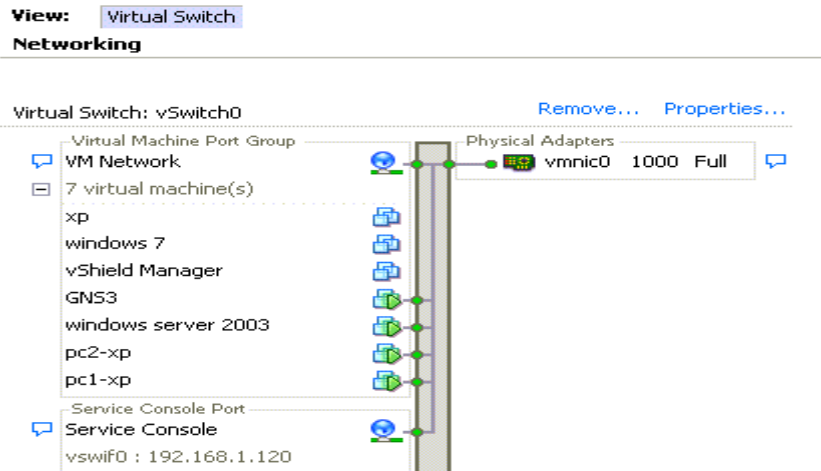 View: Virtual Switch
Networking
Virtual Switch: vSwitch0 Remove... Properties...
Virtual Machine Port Group
VM Network
Physical Adapters
vmnic0 1000 Full
7 virtual machine(s)
xp
windows 7
vShield Manager
GNS3
windows server 2003
pc2-xp
pc1-xp
Service Console Port
Service Console
vswif0 : 192.168.1.120